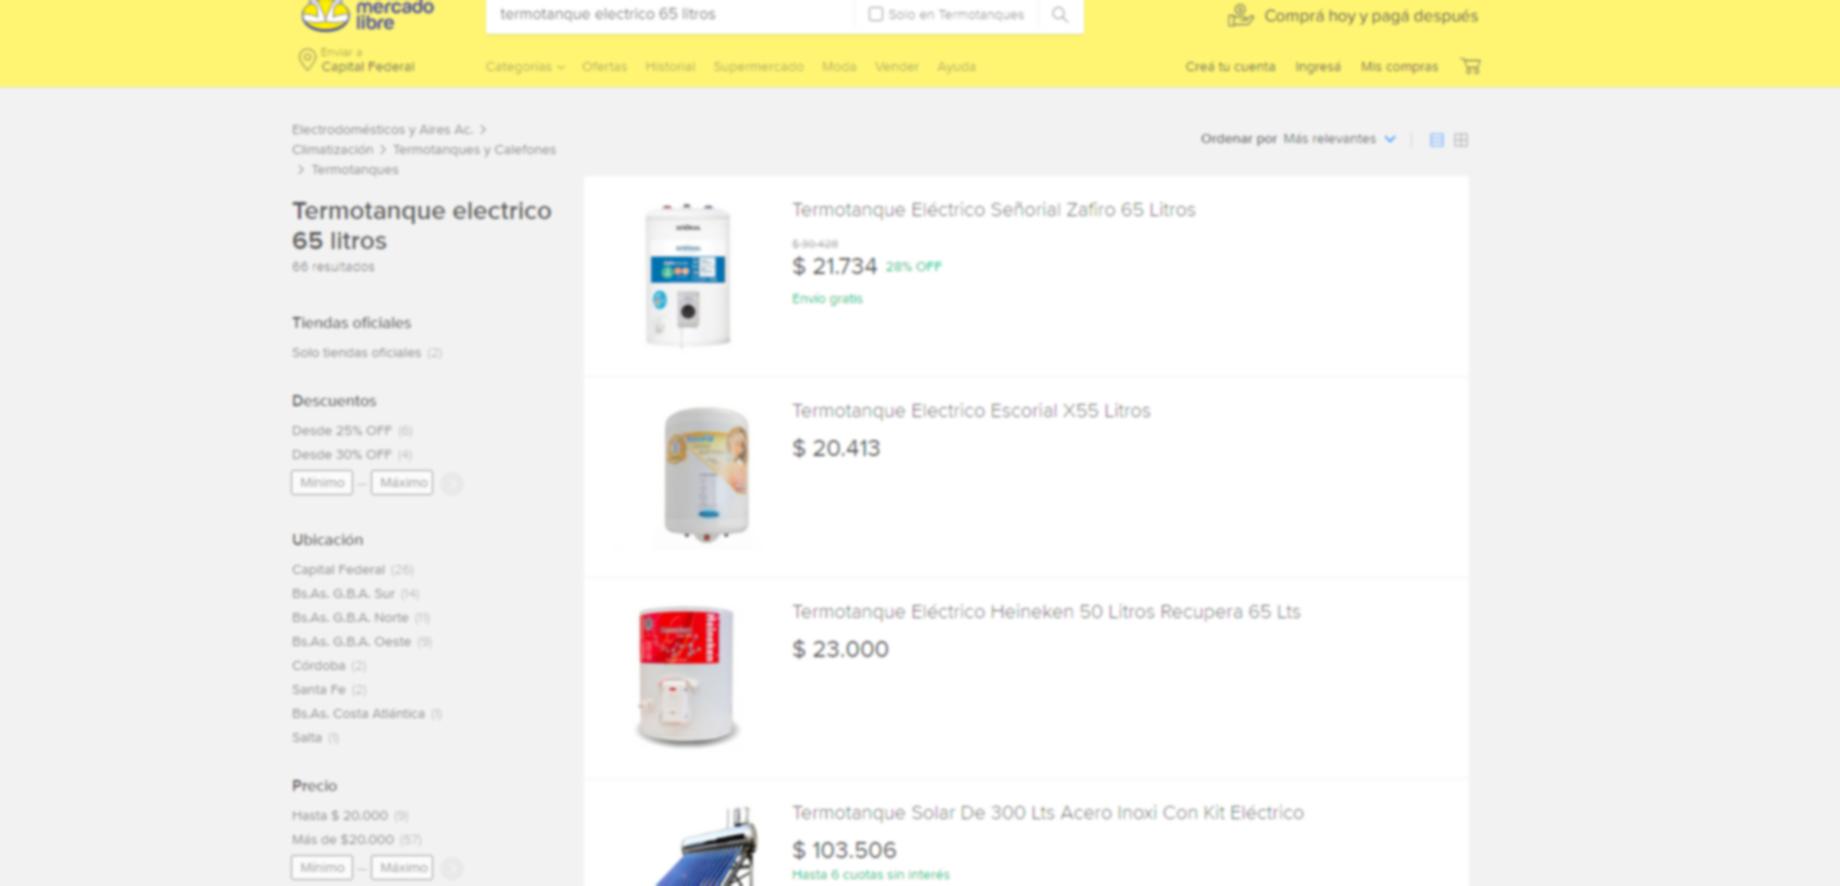 mercado
libre
termotanque electrico 65 litros
Solo en Termotanques
Comprá hoy y pagá después
Enviar a
Capital Federal
Categorías
Ofertas
Historial
Supermercado
Moda
Vender
Ayuda
Creá tu cuenta
Ingresá
Mis compras
Electrodomésticos y Aires Ac. >
Climatización > Termotanques y Calefones
> Termotanques
Ordenar por Más relevantes
Termotanque electrico
65 litros
66 resultados
Tiendas oficiales
Solo tiendas oficiales (2)
Descuentos
Desde 25% OFF (6)
Desde 30% OFF (4)
Mínimo – Máximo
Ubicación
Capital Federal (26)
Bs.As. G.B.A. Sur (14)
Bs.As. G.B.A. Norte (11)
Bs.As. G.B.A. Oeste (9)
Córdoba (2)
Santa Fe (2)
Bs.As. Costa Atlántica (1)
Salta (1)
Precio
Hasta $ 20.000 (9)
Más de $20.000 (57)
Mínimo – Máximo
Termotanque Eléctrico Señorial Zafiro 65 Litros
$ 21.734 28% OFF
Envío gratis
Termotanque Electrico Escorial X55 Litros
$ 20.413
Termotanque Eléctrico Heineken 50 Litros Recupera 65 Lts
$ 23.000
Termotanque Solar De 300 Lts Acero Inoxi Con Kit Eléctrico
$ 103.506
Hasta 6 cuotas sin interés